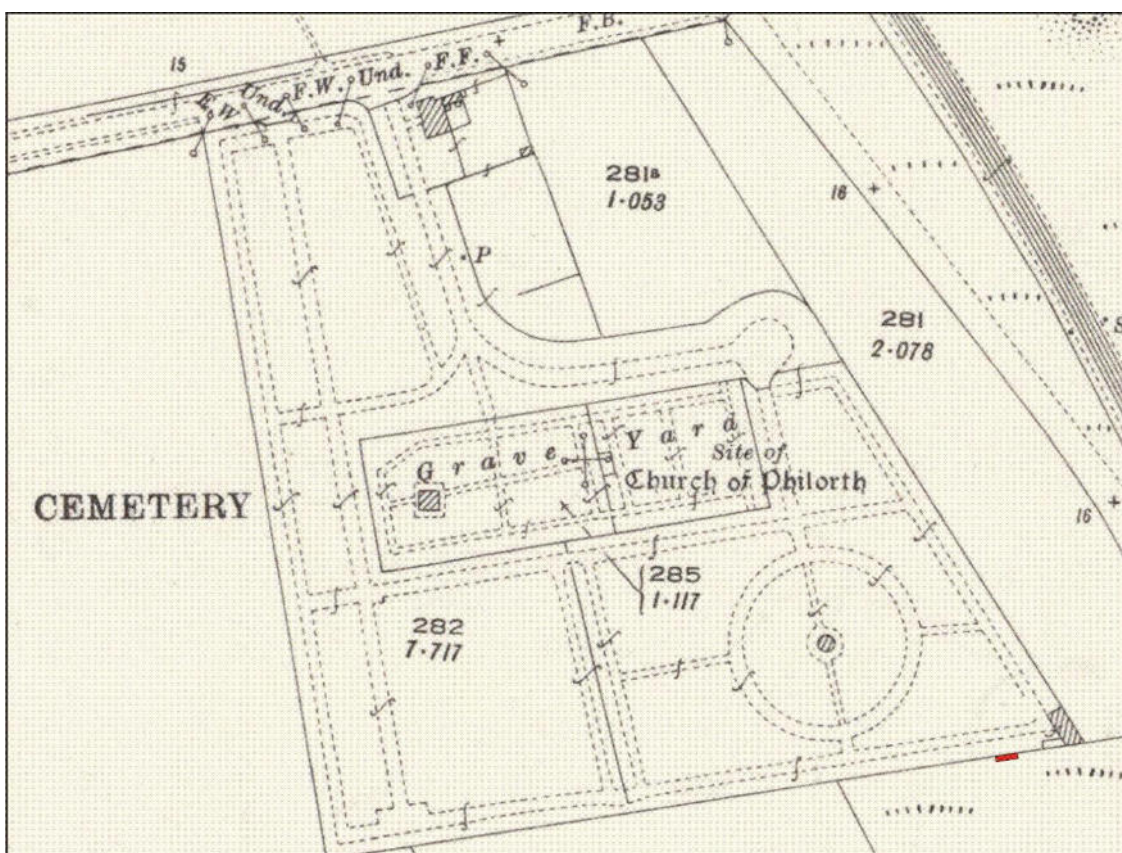 15
F.W.
Und.
F.W.
Und.
F.F.
F.B.
281a
1·053
16
P
281
2·078
S
Grave Yard
Site of
Church of Philorth
CEMETERY
16
285
1·117
282
7·717